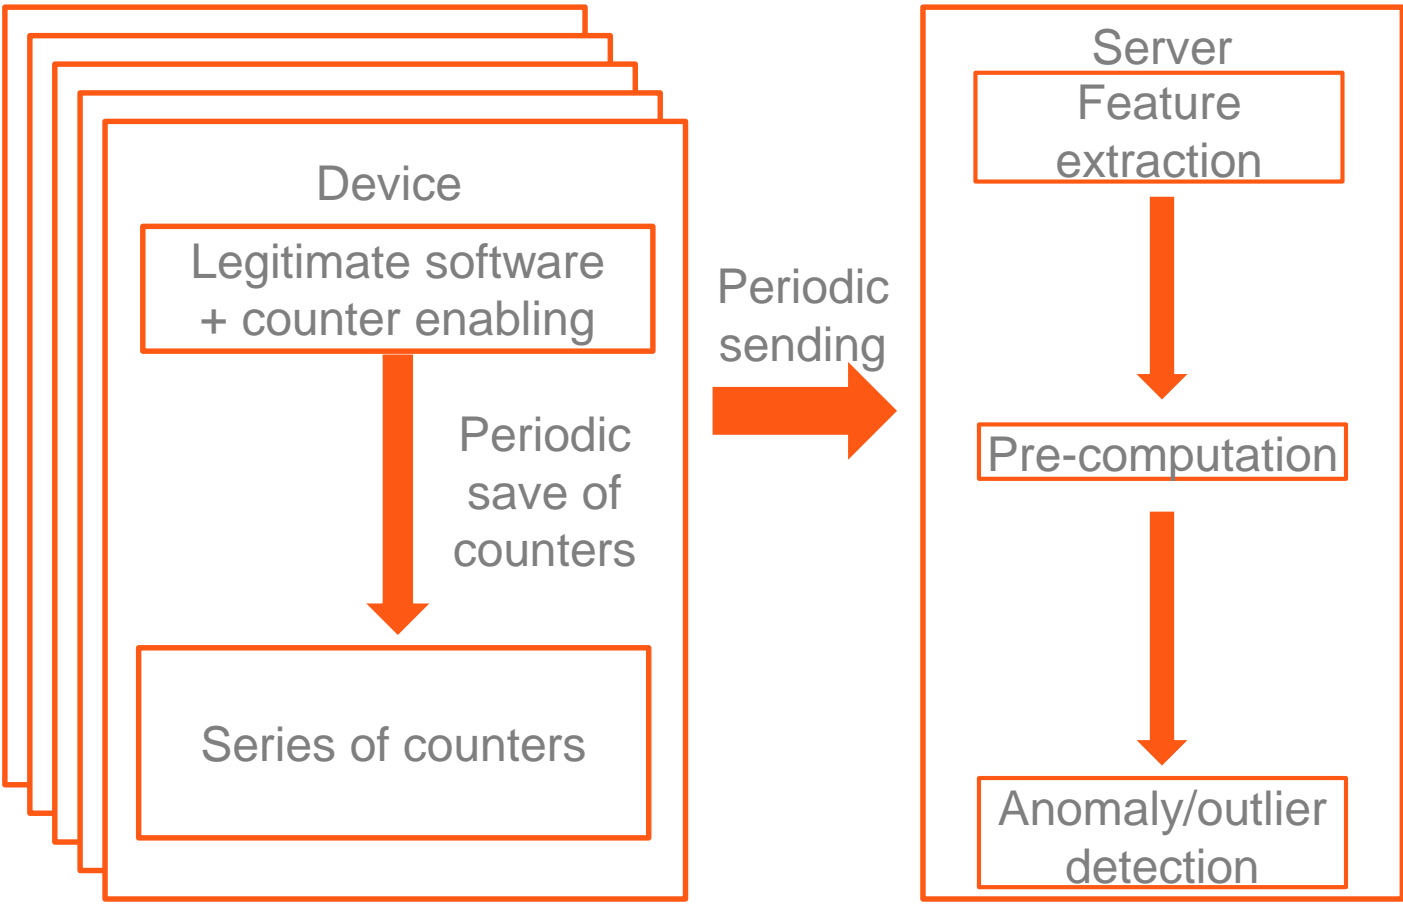 Device
Legitimate software
+ counter enabling
Periodic
save of
counters
Series of counters
Periodic
sending
Server
Feature
extraction
Pre-computation
Anomaly/outlier
detection